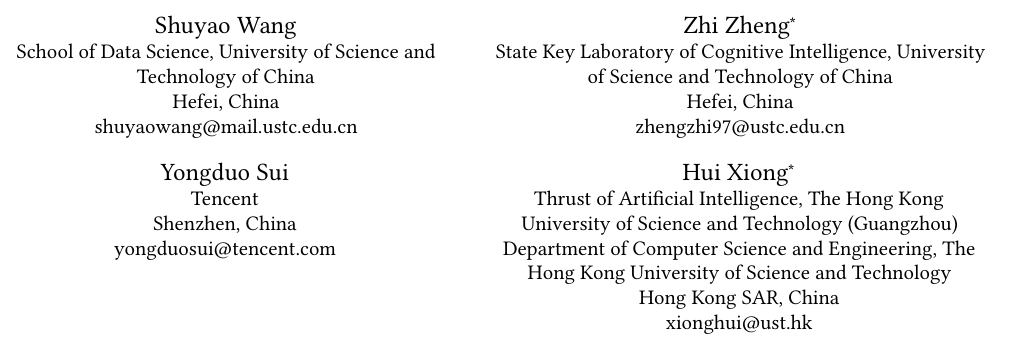 Shuyao Wang
School of Data Science, University of Science and
Technology of China
Hefei, China
shuyaowang@mail.ustc.edu.cn
Zhi Zheng*
State Key Laboratory of Cognitive Intelligence, University
of Science and Technology of China
Hefei, China
zhengzhi97@ustc.edu.cn
Yongduo Sui
Tencent
Shenzhen, China
yongduosui@tencent.com
Hui Xiong*
Thrust of Artificial Intelligence, The Hong Kong
University of Science and Technology (Guangzhou)
Department of Computer Science and Engineering, The
Hong Kong University of Science and Technology
Hong Kong SAR, China
xionghui@ust.hk